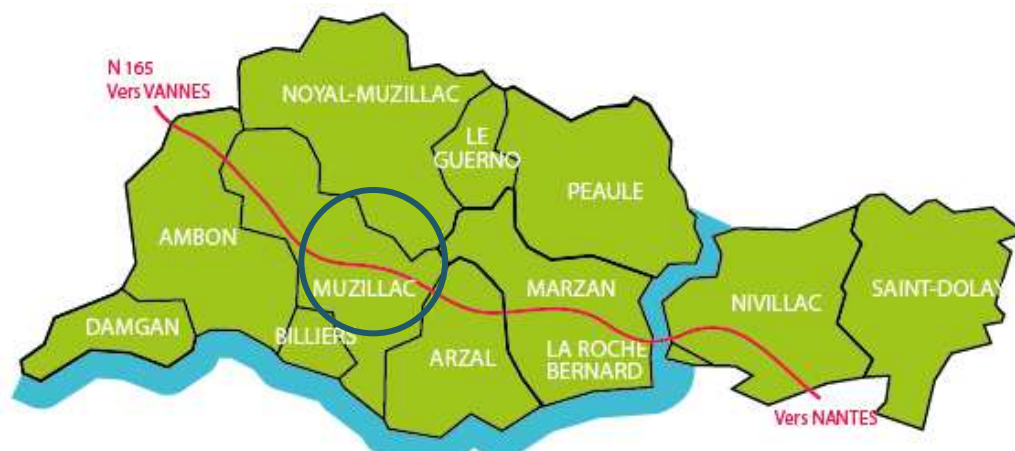 N 165
Vers VANNES
NOYAL-MUZILLAC
LE
GUERNO
PEAULE
AMBON
MUZILLAC
MARZAN
NIVILLAC
SAINT-DOLAY
DAMGAN
BILLIERS
ARZAL
LA ROCHE
BERNARD
Vers NANTES